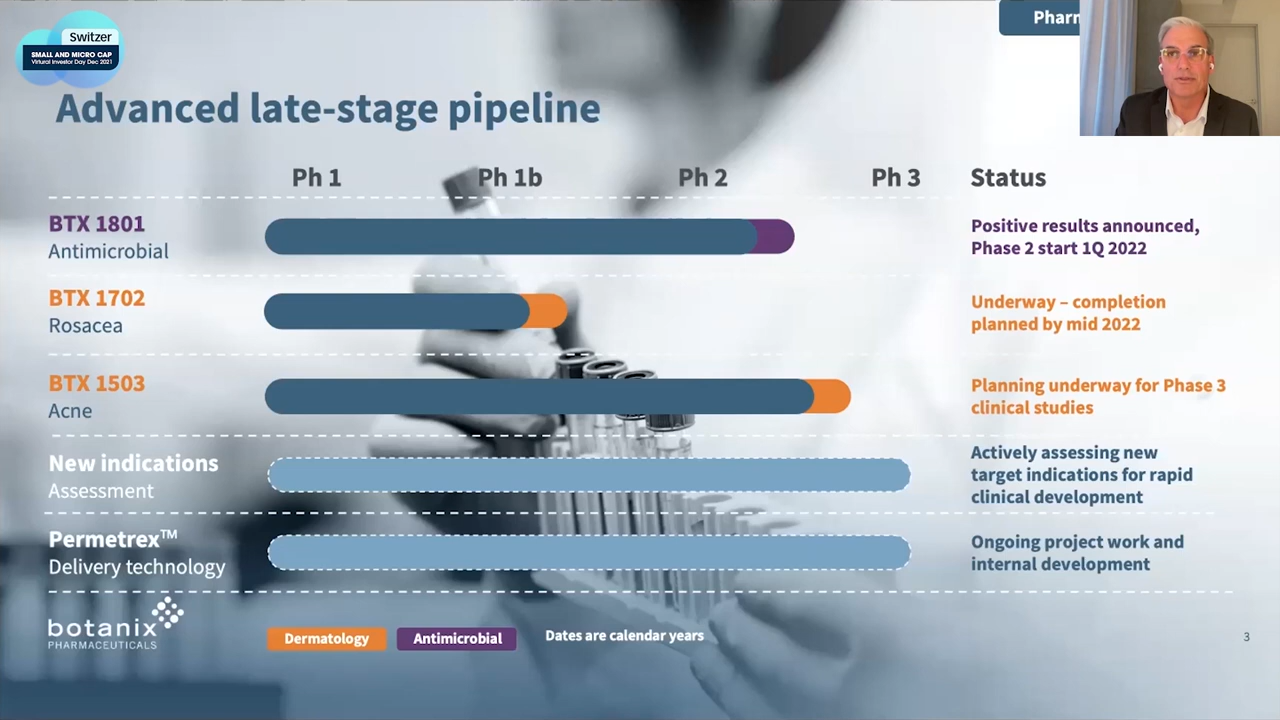 Switzer
SMALL AND MICRO CAP
Virtual Investor Day Dec 2021
Advanced late-stage pipeline
Ph 1
Ph 1b
Ph 2
Ph 3
Status
BTX 1801
Antimicrobial
Positive results announced,
Phase 2 start 1Q 2022
BTX 1702
Rosacea
Underway – completion
planned by mid 2022
BTX 1503
Acne
Planning underway for Phase 3
clinical studies
New indications
Assessment
Actively assessing new
target indications for rapid
clinical development
Permetrex™
Delivery technology
Ongoing project work and
internal development
botanix
PHARMACEUTICALS
Dermatology
Antimicrobial
Dates are calendar years
3